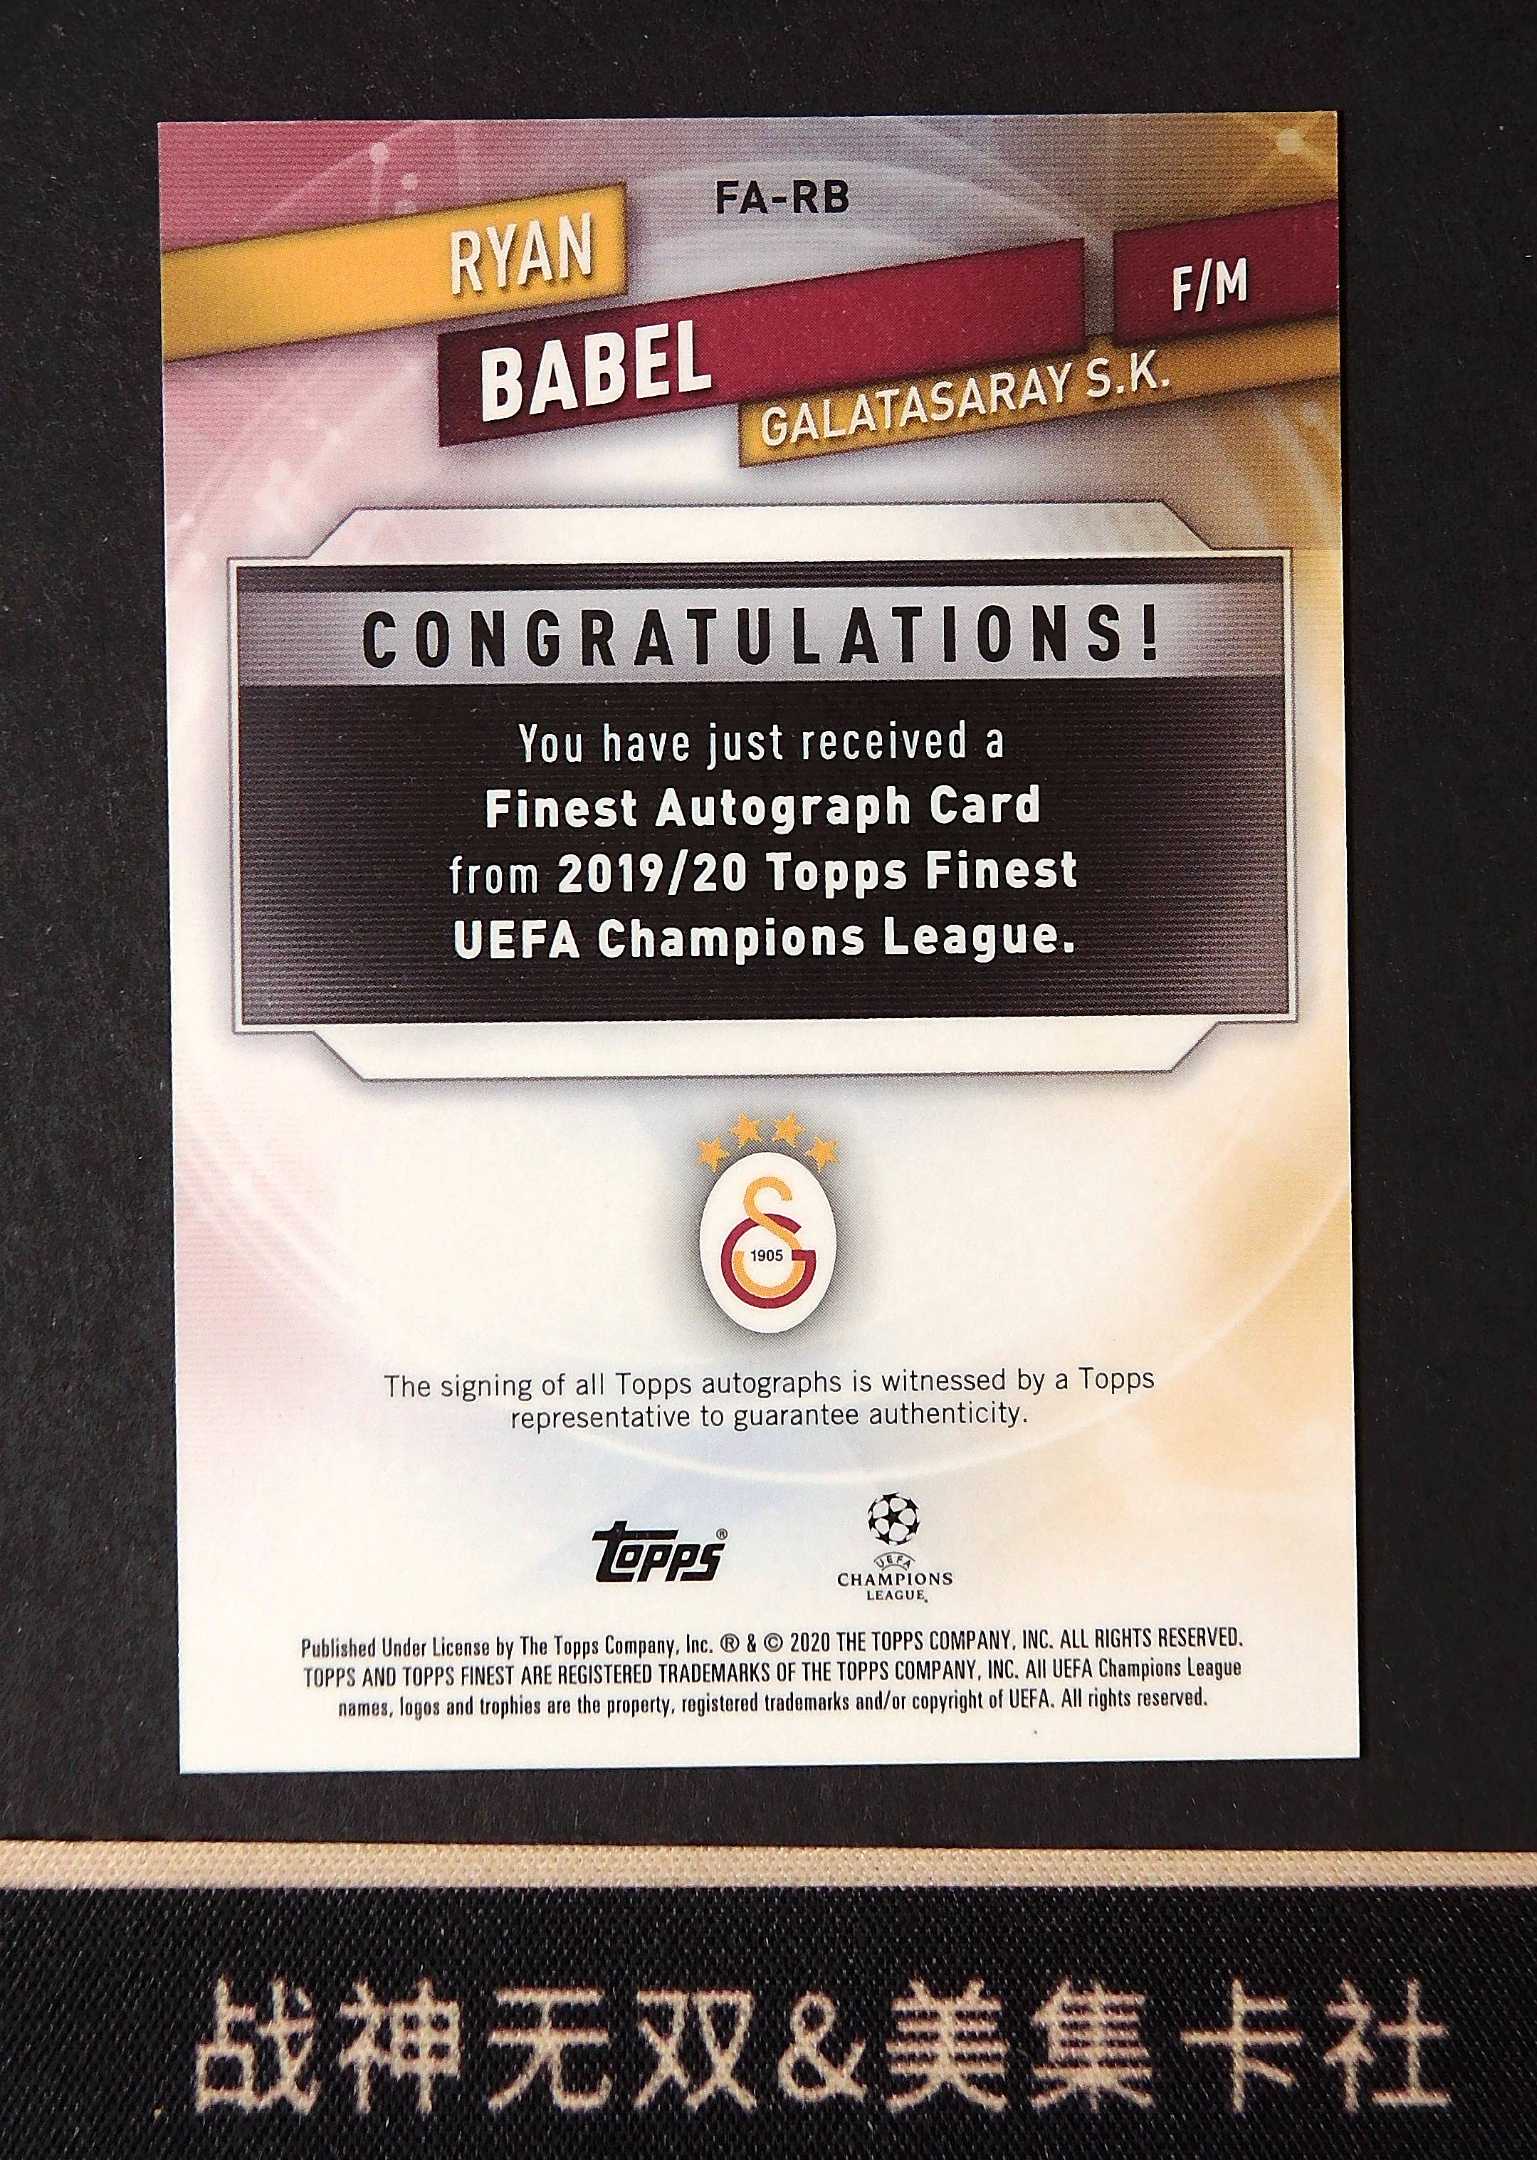 FA-RB
RYAN
BABEL
F/M
GALATASARAY S.K.
CONGRATULATIONS!
You have just received a
Finest Autograph Card
from 2019/20 Topps Finest
UEFA Champions League.
1905
The signing of all Topps autographs is witnessed by a Topps
representative to guarantee authenticity.
topps®
UEFA
CHAMPIONS
LEAGUE
Published Under License by The Topps Company, Inc. ® & © 2020 THE TOPPS COMPANY, INC. ALL RIGHTS RESERVED.
TOPPS AND TOPPS FINEST ARE REGISTERED TRADEMARKS OF THE TOPPS COMPANY, INC. All UEFA Champions League
names, logos and trophies are the property, registered trademarks and/or copyright of UEFA. All rights reserved.
战神无双&美集卡社